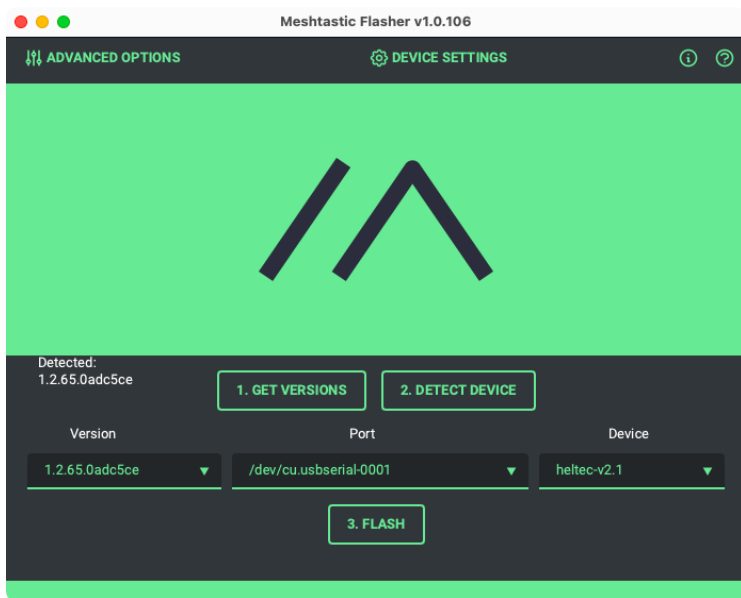 Meshtastic Flasher v1.0.106
ADVANCED OPTIONS
DEVICE SETTINGS
Detected:
1.2.65.0adc5ce
1. GET VERSIONS
2. DETECT DEVICE
Version
Port
Device
1.2.65.0adc5ce
/dev/cu.usbserial-0001
heltec-v2.1
3. FLASH